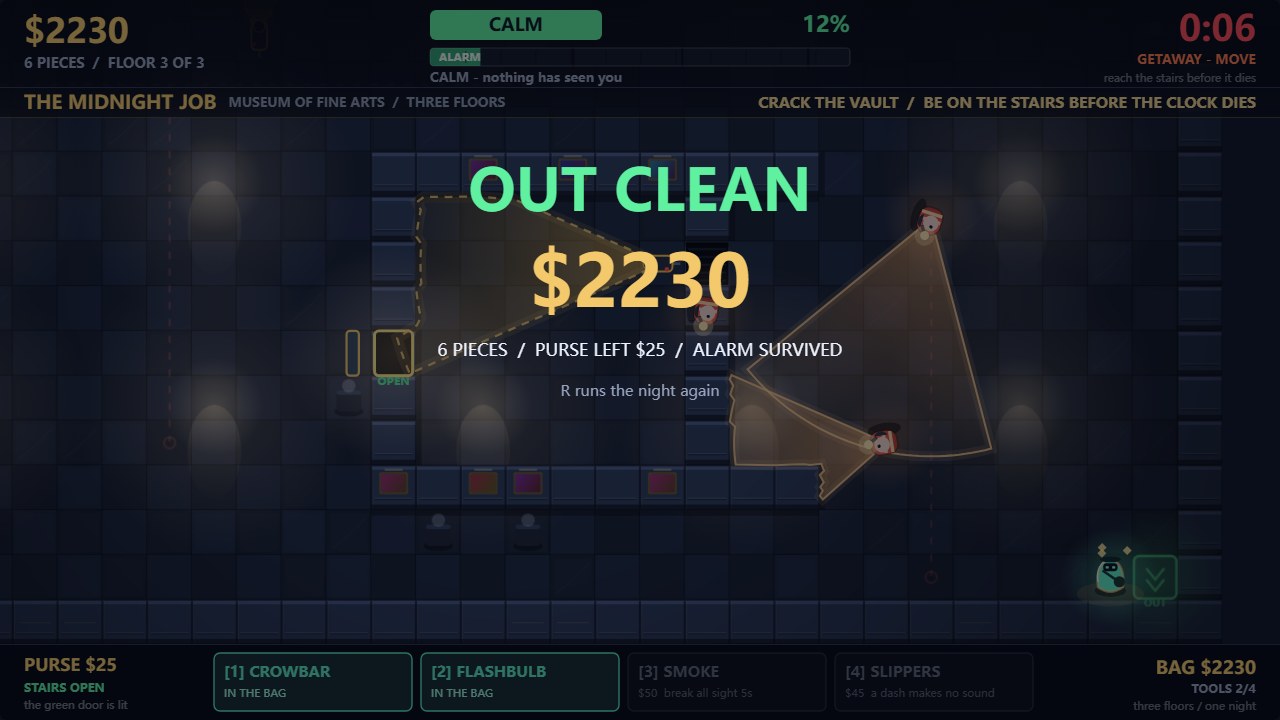 $2230
6 PIECES / FLOOR 3 OF 3
CALM
12%
ALARM
CALM - nothing has seen you
0:06
GETAWAY - MOVE
reach the stairs before it dies
THE MIDNIGHT JOB
MUSEUM OF FINE ARTS / THREE FLOORS
CRACK THE VAULT / BE ON THE STAIRS BEFORE THE CLOCK DIES
OUT CLEAN
$2230
6 PIECES / PURSE LEFT $25 / ALARM SURVIVED
R runs the night again
OPEN
OUT
PURSE $25
STAIRS OPEN
the green door is lit
[1] CROWBAR
IN THE BAG
[2] FLASHBULB
IN THE BAG
[3] SMOKE
$50 break all sight 5s
[4] SLIPPERS
$45 a dash makes no sound
BAG $2230
TOOLS 2/4
three floors / one night